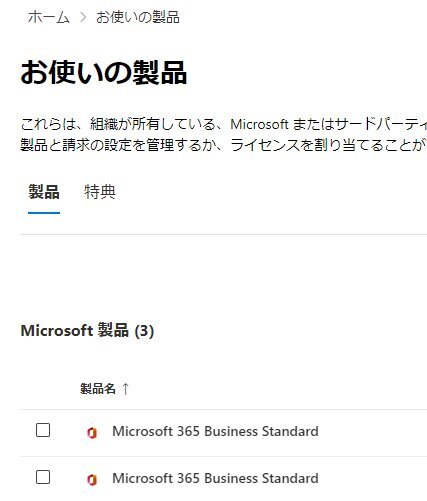 ホーム > お使いの製品
お使いの製品
これらは、組織が所有している、Microsoft またはサードパーティ
製品と請求の設定を管理するか、ライセンスを割り当てることが
製品 特典
Microsoft 製品 (3)
製品名 ↑
Microsoft 365 Business Standard
Microsoft 365 Business Standard